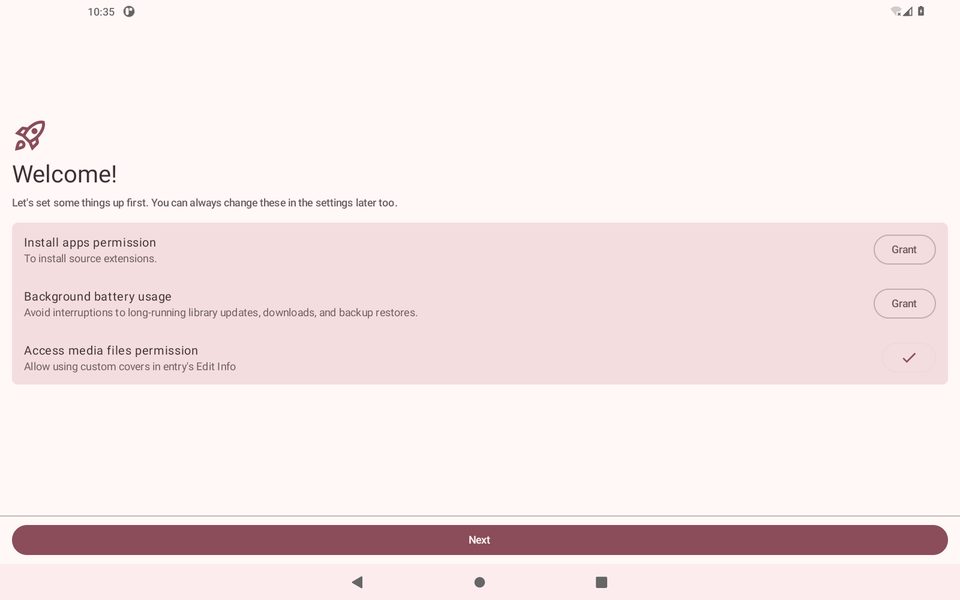 10:35
Welcome!
Let's set some things up first. You can always change these in the settings later too.
Install apps permission
To install source extensions.
Grant
Background battery usage
Avoid interruptions to long-running library updates, downloads, and backup restores.
Grant
Access media files permission
Allow using custom covers in entry's Edit Info
Next